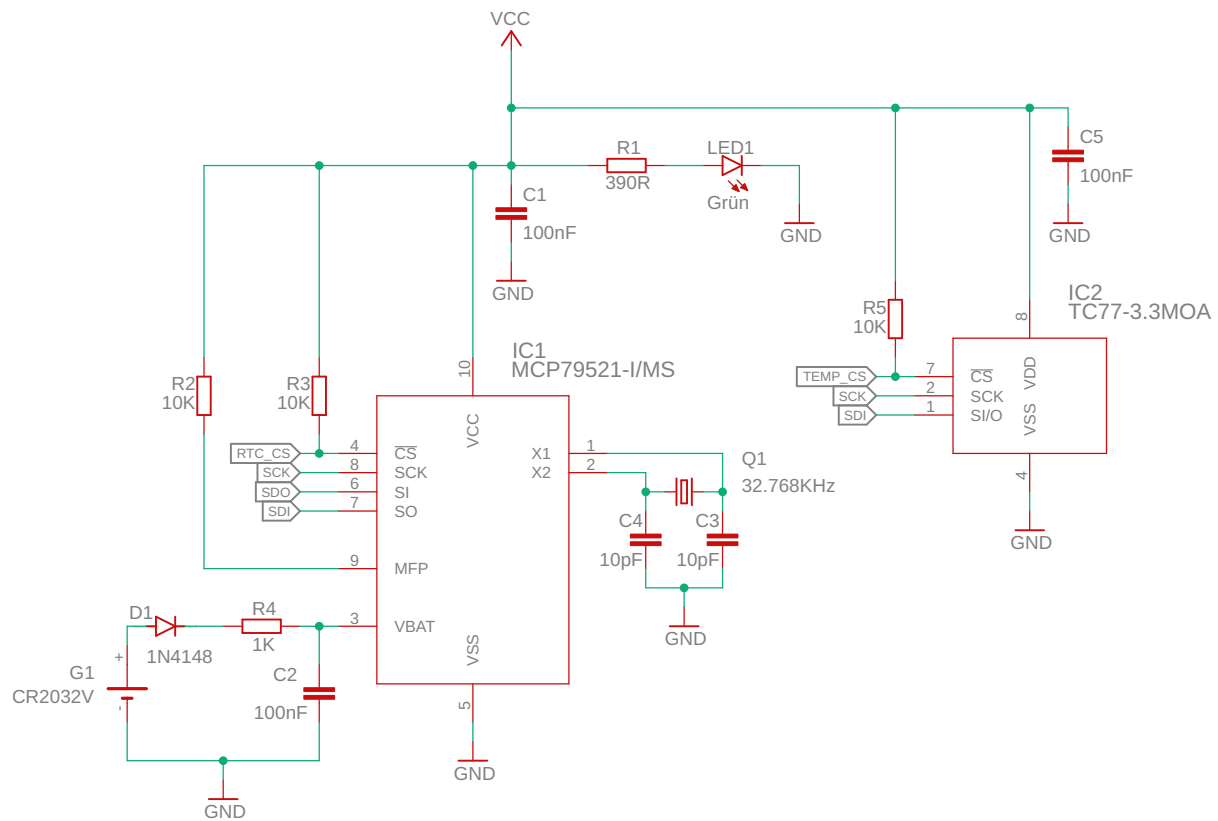 VCC
R1
390R
LED1
Grün
GND
C1
100nF
GND
C5
100nF
GND
R2
10K
R3
10K
IC1
MCP79521-I/MS
10
VCC
RTC_CS
4
CS
SCK
8
SCK
SDO
6
SI
SDI
7
SO
9
MFP
3
VBAT
VSS
5
GND
X1
1
X2
2
Q1
32.768KHz
C4
10pF
C3
10pF
GND
D1
1N4148
R4
1K
G1
CR2032V
+
-
C2
100nF
GND
R5
10K
IC2
TC77-3.3MOA
8
VDD
TEMP_CS
7
CS
SCK
2
SCK
SDI
1
SI/O
VSS
4
GND